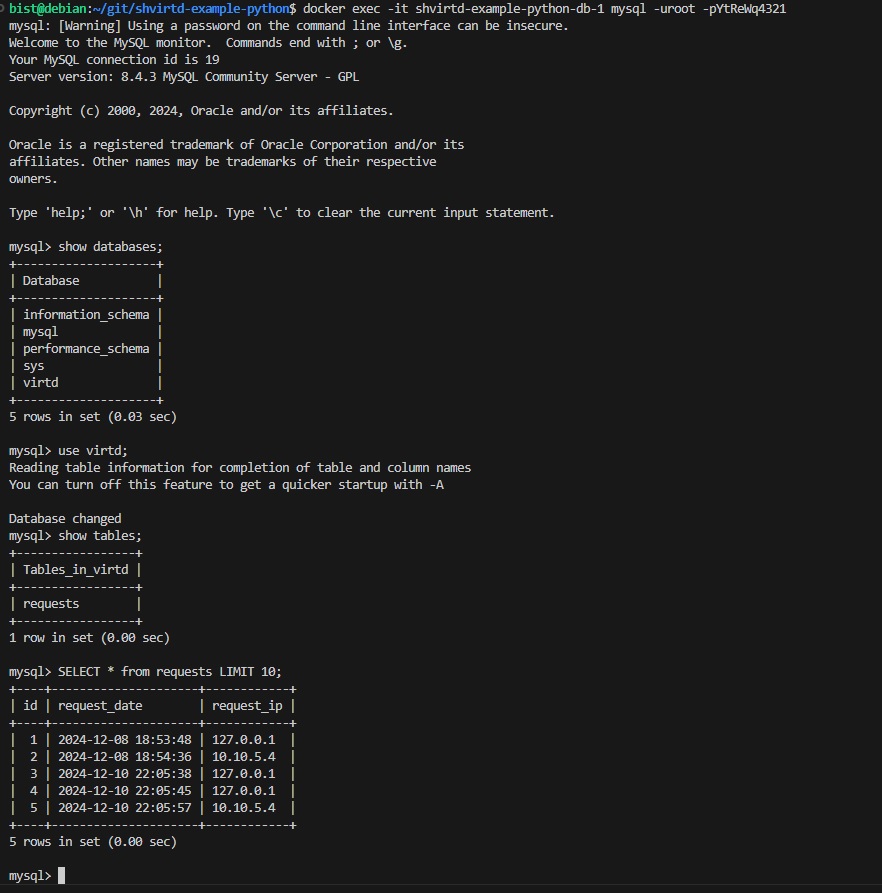 bist@debian:~/git/shvirtd-example-python$ docker exec -it shvirtd-example-python-db-1 mysql -uroot -pYtReWq4321
mysql: [Warning] Using a password on the command line interface can be insecure.
Welcome to the MySQL monitor.  Commands end with ; or \g.
Your MySQL connection id is 19
Server version: 8.4.3 MySQL Community Server - GPL

Copyright (c) 2000, 2024, Oracle and/or its affiliates.

Oracle is a registered trademark of Oracle Corporation and/or its
affiliates. Other names may be trademarks of their respective
owners.

Type 'help;' or '\h' for help. Type '\c' to clear the current input statement.

mysql> show databases;
+--------------------+
| Database           |
+--------------------+
| information_schema |
| mysql              |
| performance_schema |
| sys                |
| virtd              |
+--------------------+
5 rows in set (0.03 sec)

mysql> use virtd;
Reading table information for completion of table and column names
You can turn off this feature to get a quicker startup with -A

Database changed
mysql> show tables;
+-----------------+
| Tables_in_virtd |
+-----------------+
| requests        |
+-----------------+
1 row in set (0.00 sec)

mysql> SELECT * from requests LIMIT 10;
+----+---------------------+------------+
| id | request_date        | request_ip |
+----+---------------------+------------+
|  1 | 2024-12-08 18:53:48 | 127.0.0.1  |
|  2 | 2024-12-08 18:54:36 | 10.10.5.4  |
|  3 | 2024-12-10 22:05:38 | 127.0.0.1  |
|  4 | 2024-12-10 22:05:45 | 127.0.0.1  |
|  5 | 2024-12-10 22:05:57 | 10.10.5.4  |
+----+---------------------+------------+
5 rows in set (0.00 sec)

mysql>